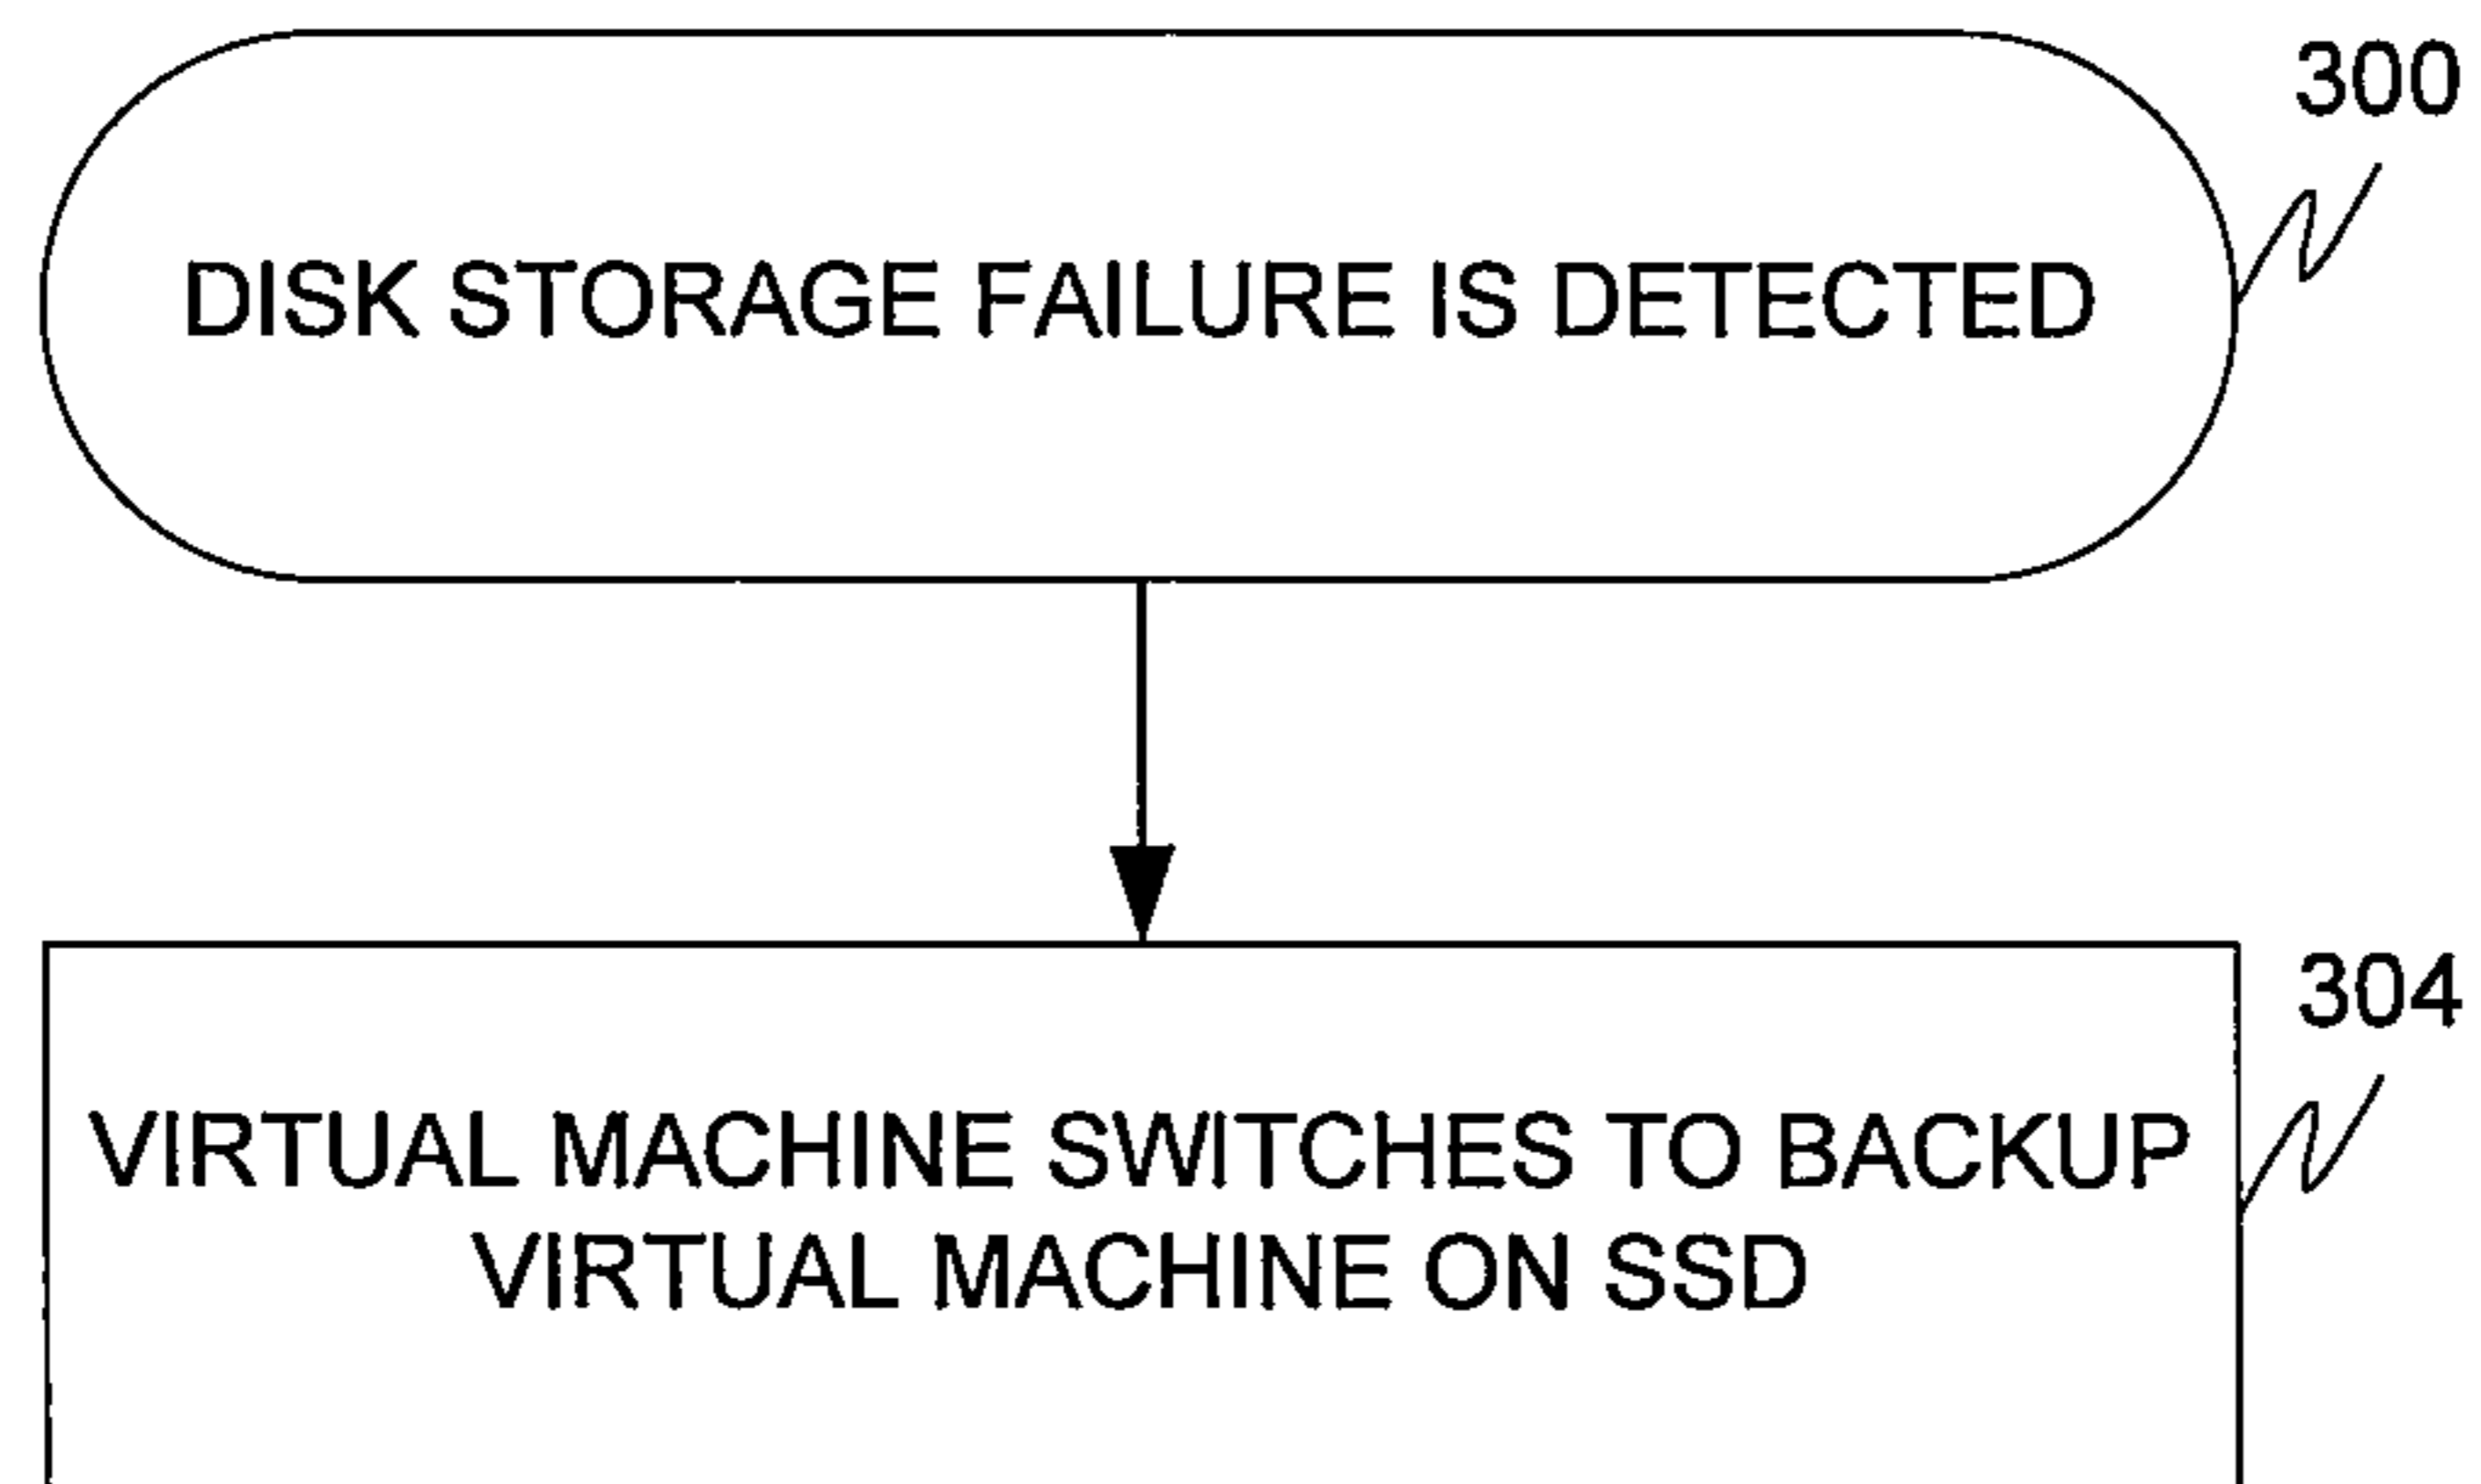 300
DISK STORAGE FAILURE IS DETECTED
304
VIRTUAL MACHINE SWITCHES TO BACKUP
VIRTUAL MACHINE ON SSD